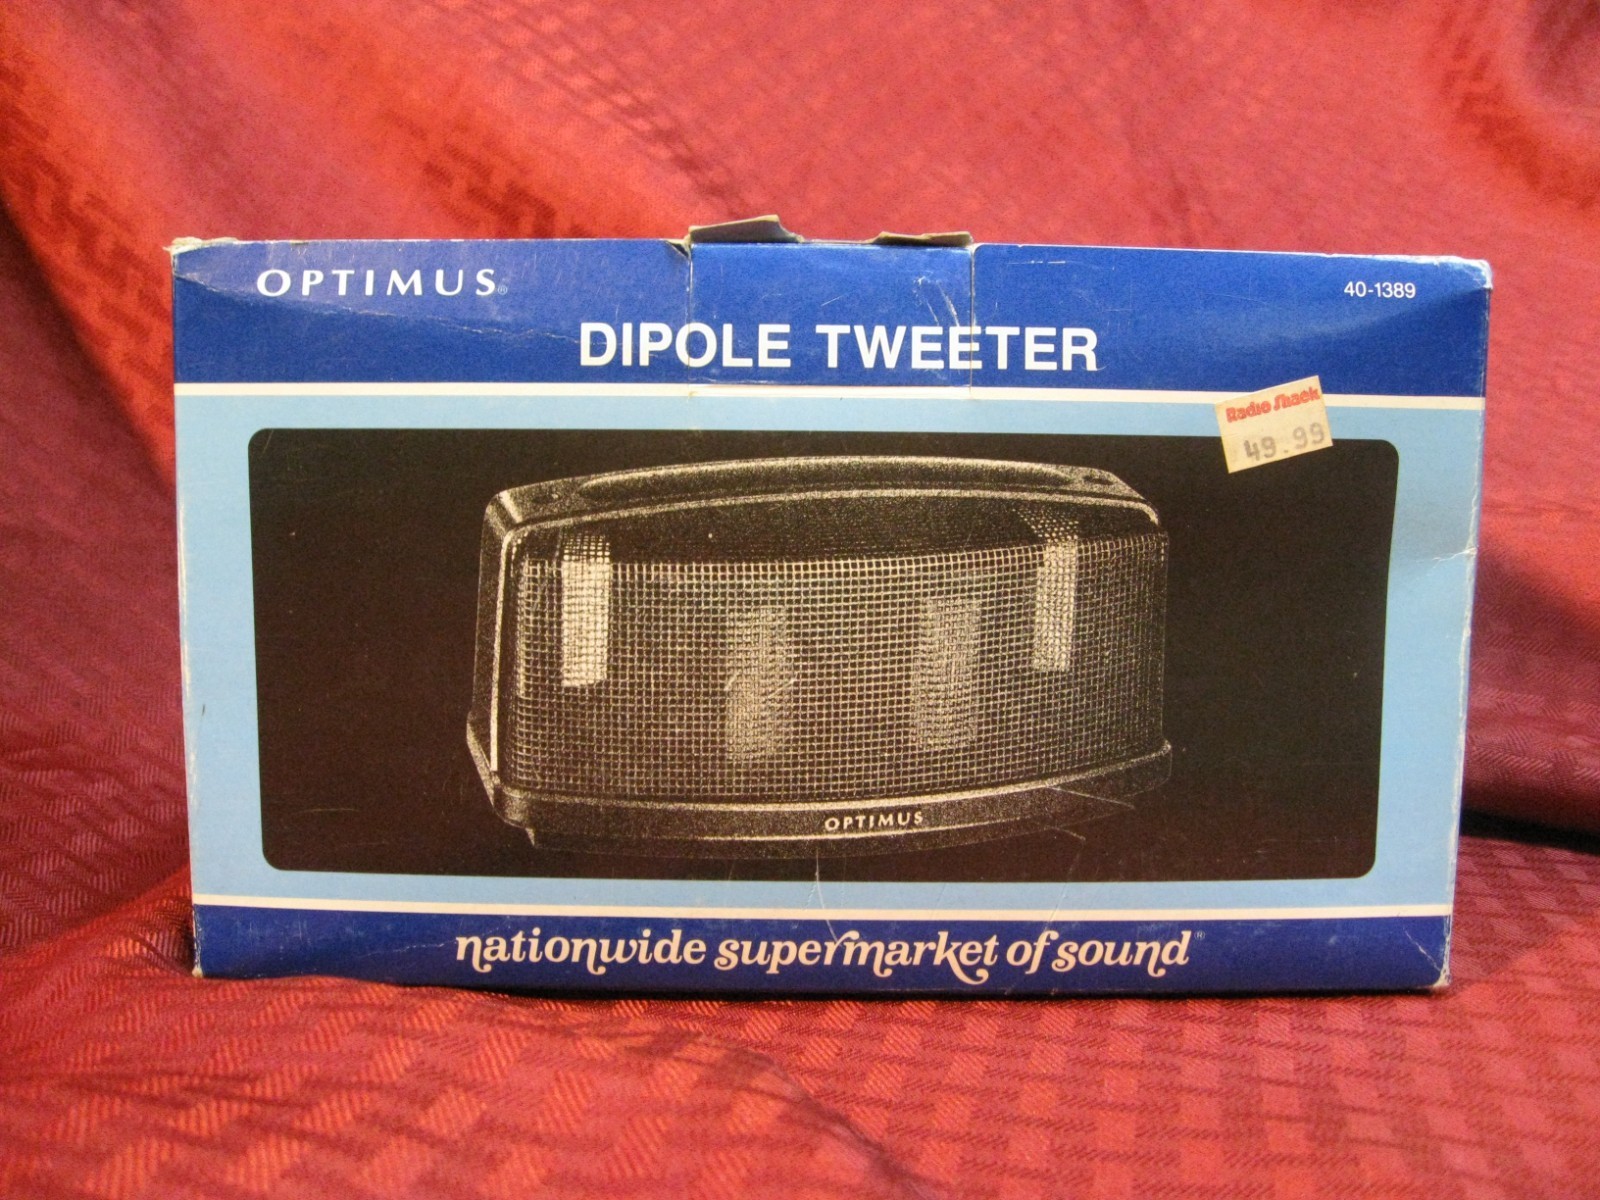 OPTIMUS®
40-1389
DIPOLE TWEETER
Radio Shack
49.99
OPTIMUS
nationwide supermarket of sound®